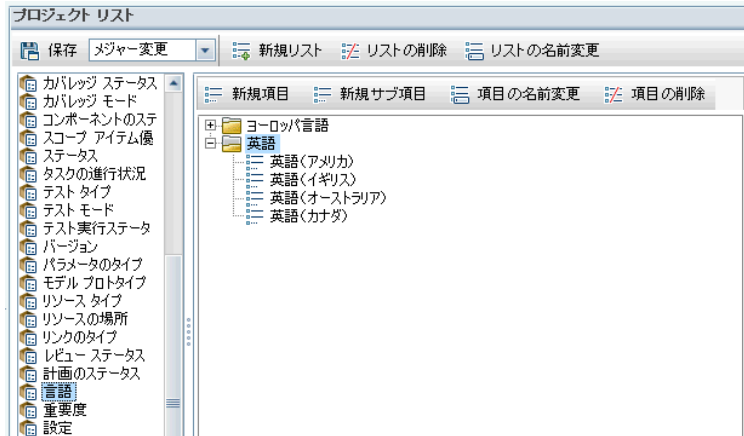 プロジェクト リスト
保存 メジャー変更 新規リスト リストの削除 リストの名前変更
カバレッジ ステータス
カバレッジ モード
コンポーネントのステ
スコープ アイテム優
ステータス
タスクの進行状況
テスト タイプ
テスト モード
テスト実行ステータ
バージョン
パラメータのタイプ
モデル プロトタイプ
リソース タイプ
リソースの場所
リンクのタイプ
レビュー ステータス
計画のステータス
言語
重要度
設定
新規項目 新規サブ項目 項目の名前変更 項目の削除
ヨーロッパ言語
英語
英語(アメリカ)
英語(イギリス)
英語(オーストラリア)
英語(カナダ)